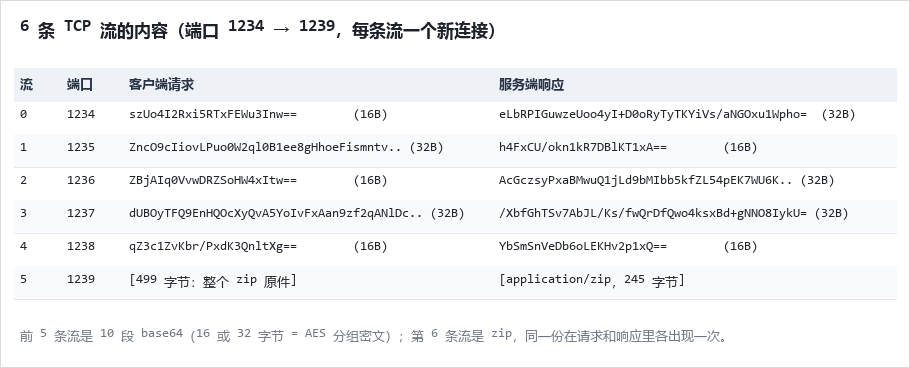 6 条 TCP 流的内容（端口 1234 → 1239，每条流一个新连接）
流 端口 客户端请求 服务端响应
0 1234 szUo4I2Rxi5RTxFEWu3Inw== (16B) eLbRPIGuwzeUoo4yI+D0oRyTyTKYiVs/aNGOxu1Wpho= (32B)
1 1235 ZncO9cIiovLPuo0W2ql0B1ee8gHhoeFismntv.. (32B) h4FxCU/okn1kR7DBlKT1xA== (16B)
2 1236 ZBjAIq0VvwDRZSoHW4xItw== (16B) AcGczsyPxaBMwuQ1jLd9bMIbb5kfZL54pEK7WU6K.. (32B)
3 1237 dUBOyTFQ9EnHQOcXyQvA5YoIvFxAan9zf2qANlDc.. (32B) /XbfGhTSv7AbJL/Ks/fwQrDfQwo4ksxBd+gNNO8IykU= (32B)
4 1238 qZ3c1ZvKbr/PxdK3QnltXg== (16B) YbSmSnVeDb6oLEKHv2p1xQ== (16B)
5 1239 [499 字节：整个 zip 原件] [application/zip，245 字节]
前 5 条流是 10 段 base64（16 或 32 字节 = AES 分组密文）；第 6 条流是 zip，同一份在请求和响应里各出现一次。